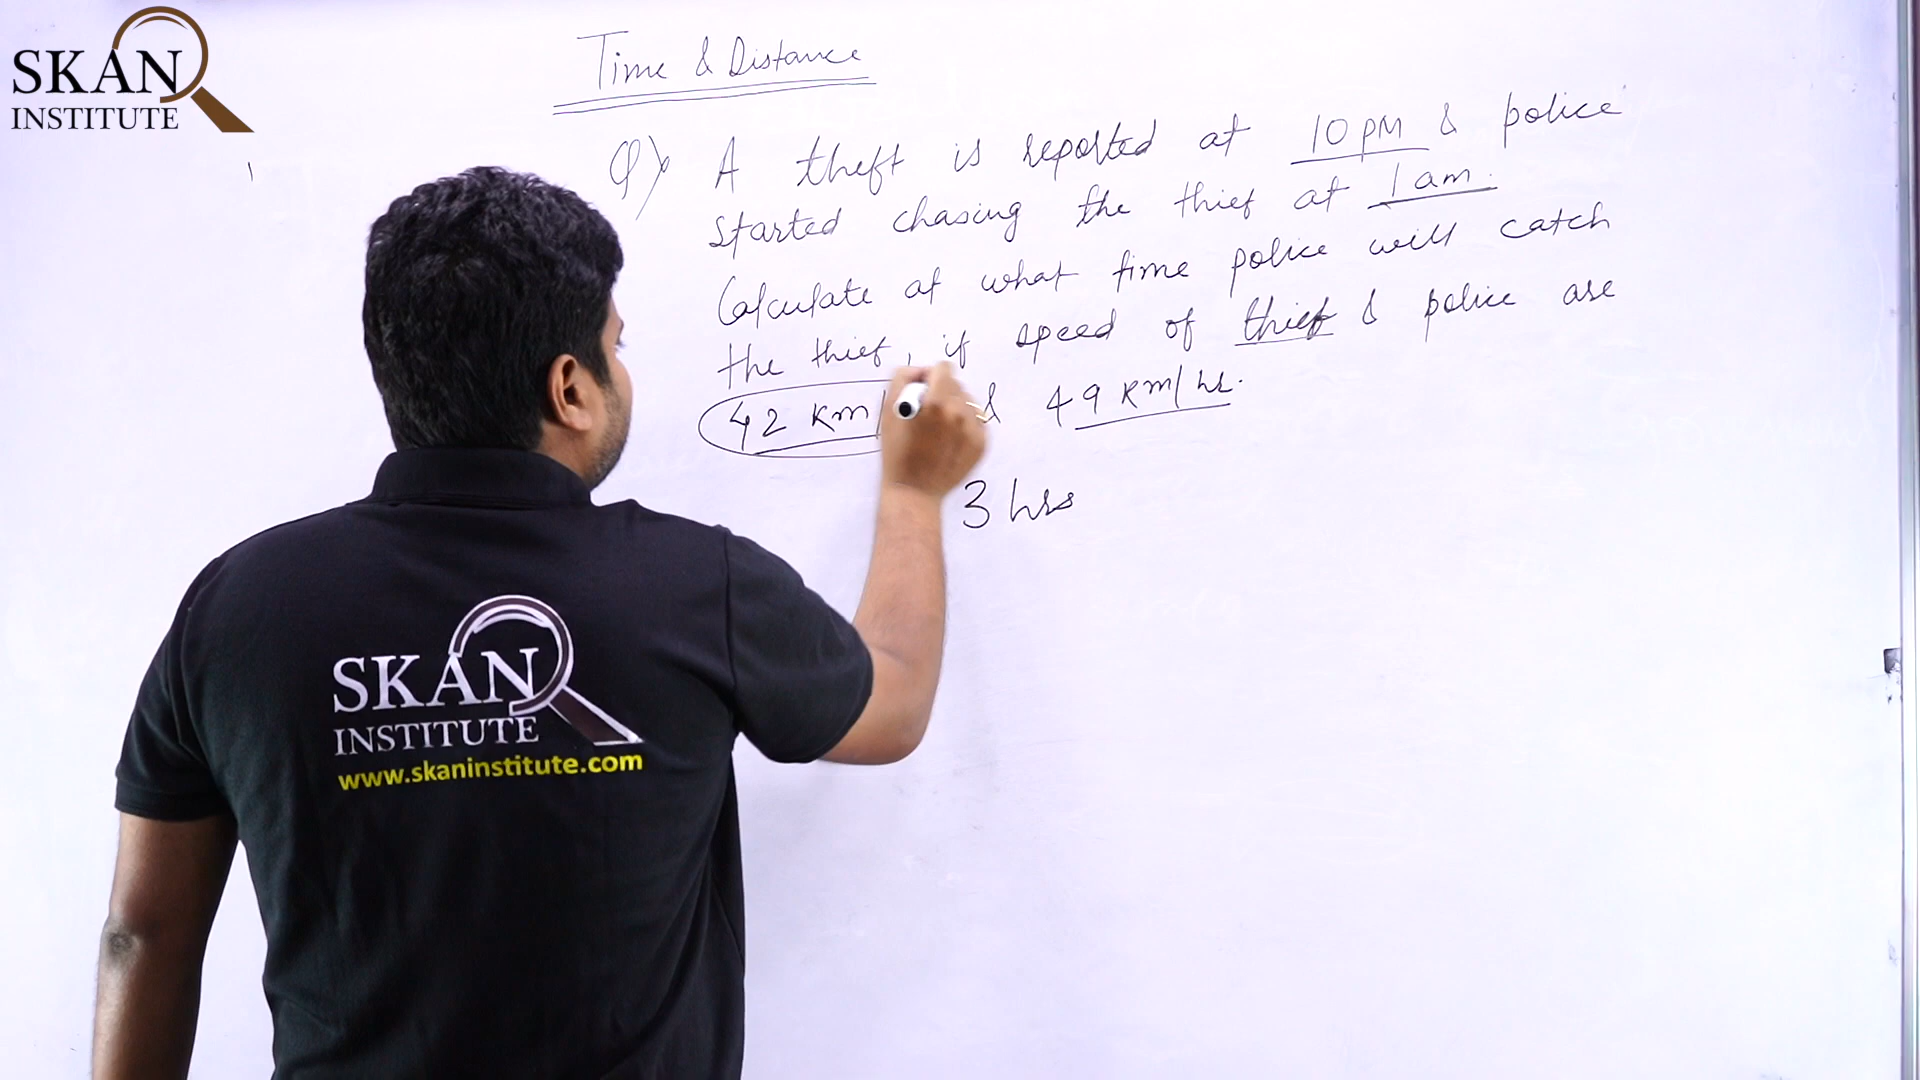 SKAN
INSTITUTE
Time & Distance
Q) A theft is reported at 10 PM & police
started chasing the thief at 1 am.
Calculate at what time police will catch
the thief, if speed of thief & police are
42 Km/ & 49 Km/hr.
3 hrs
SKAN
INSTITUTE
www.skaninstitute.com